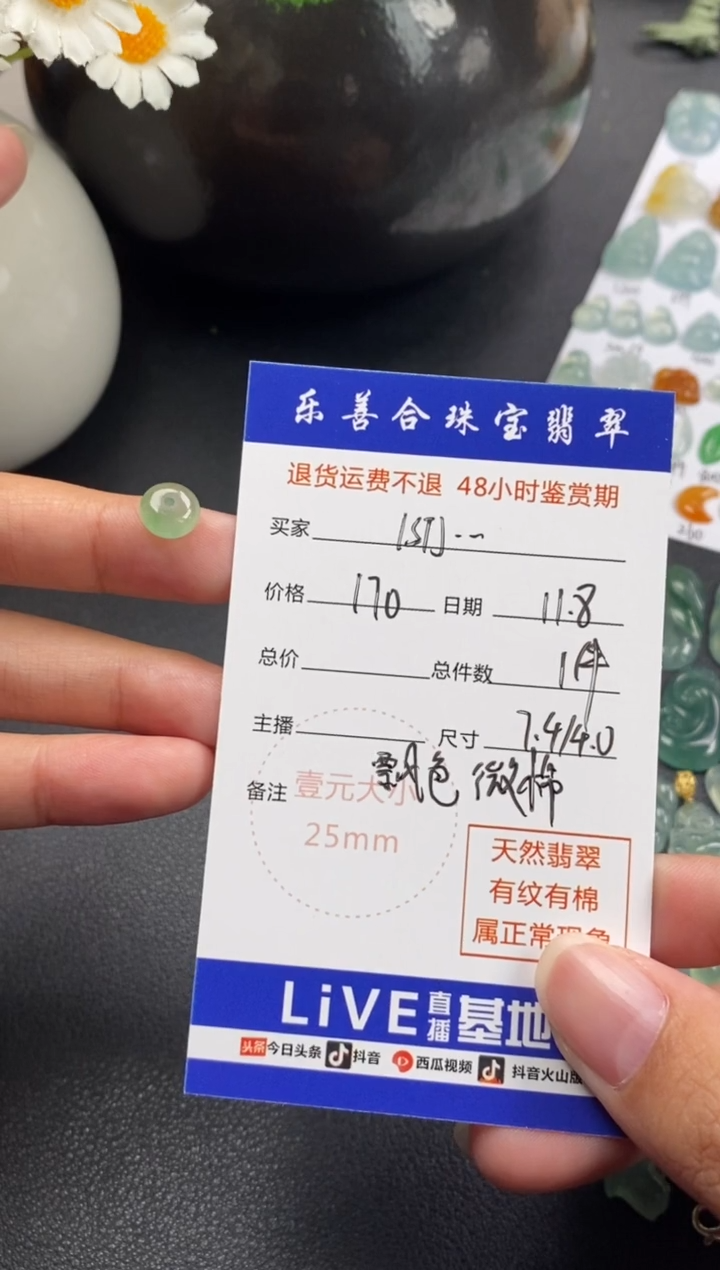 乐善合珠宝翡翠
退货运费不退 48小时鉴赏期
买家
价格 170 日期 11.8
总价 总件数 1件
主播 尺寸 7.4/4.0
备注 飘色 微棉
壹元大小
25mm
天然翡翠
有纹有棉
属正常现象
LiVE直播基地
头条 今日头条 抖音 西瓜视频 抖音火山版